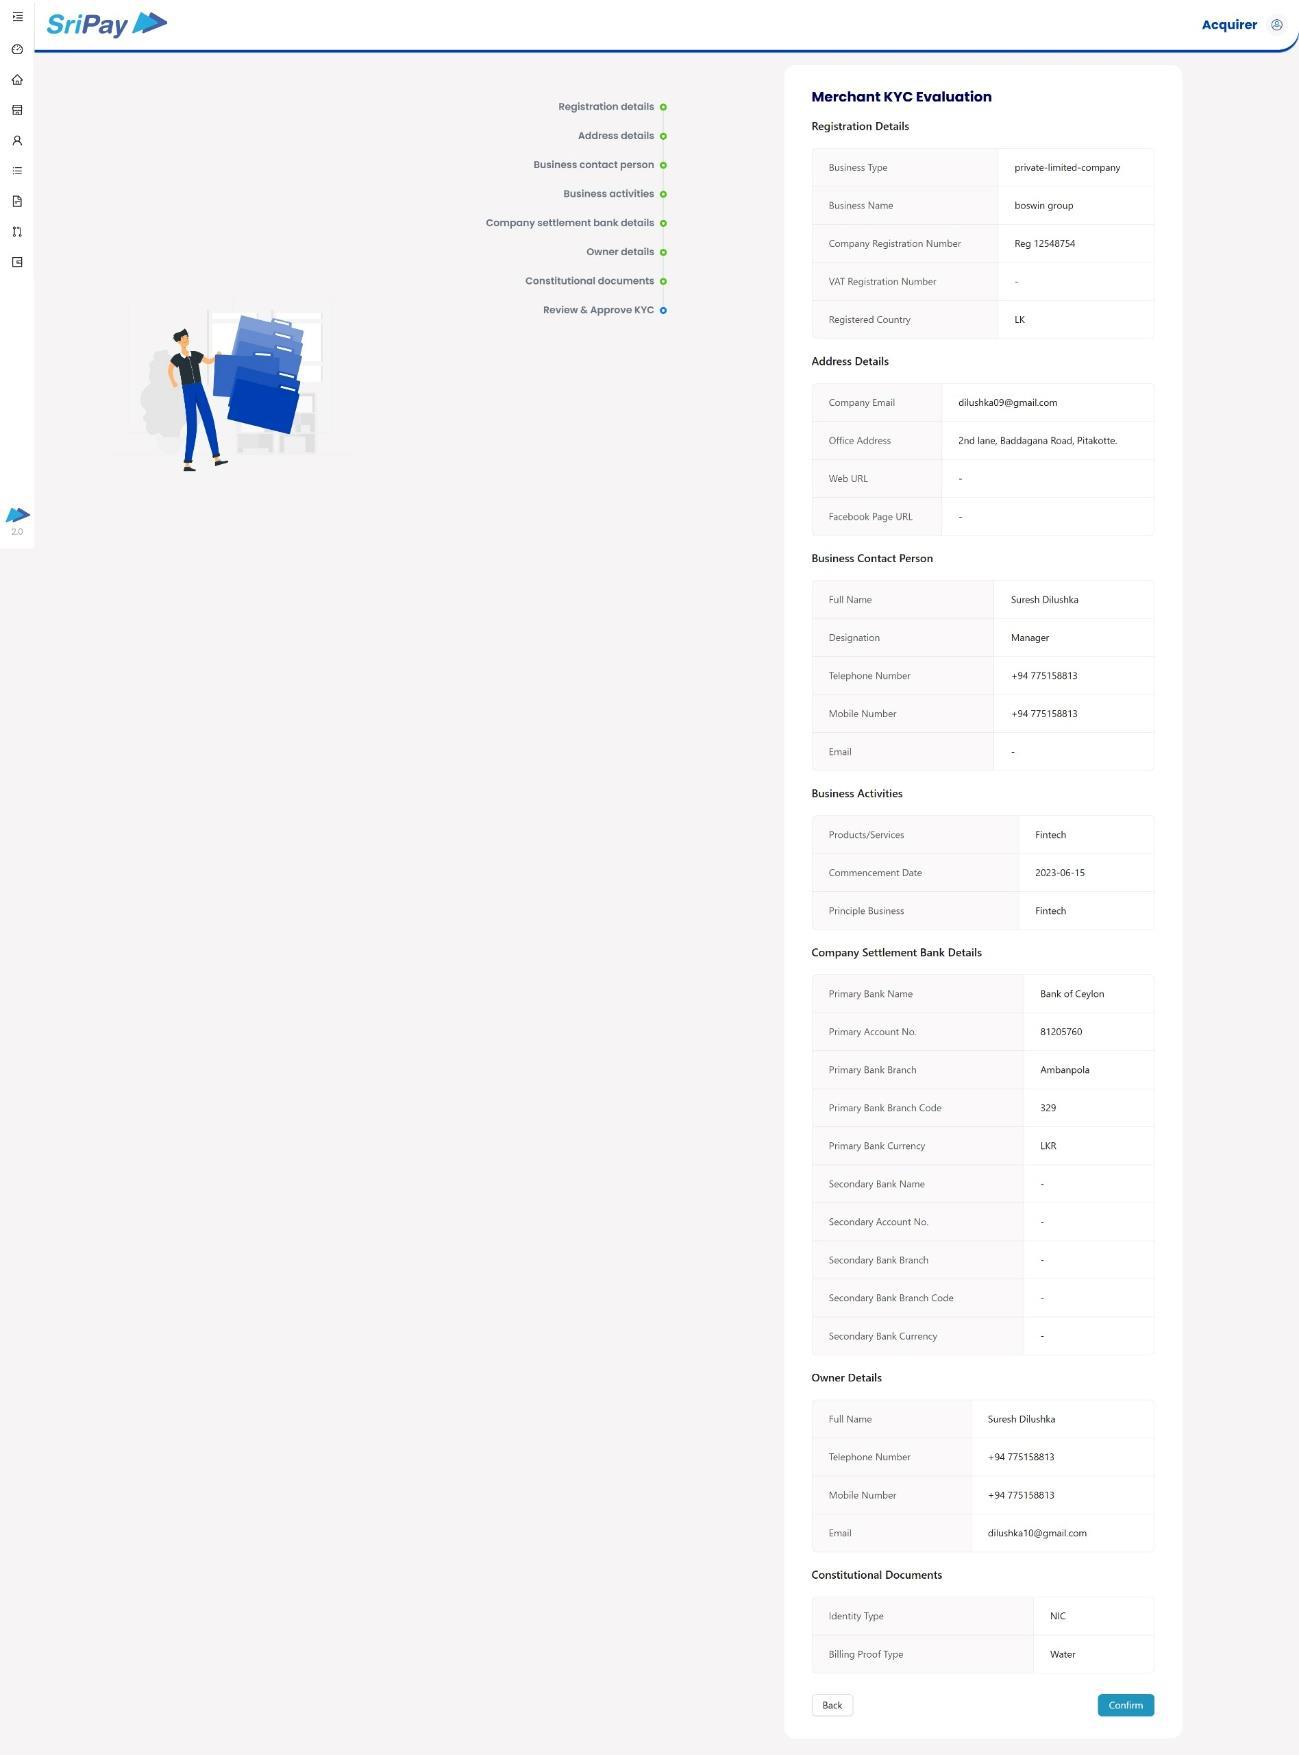 SriPay
Acquirer
Registration details
Address details
Business contact person
Business activities
Company settlement bank details
Owner details
Constitutional documents
Review & Approve KYC
2.0
Merchant KYC Evaluation
Registration Details
Business Type private-limited-company
Business Name boswin group
Company Registration Number Reg 12548754
VAT Registration Number -
Registered Country LK
Address Details
Company Email dilushka09@gmail.com
Office Address 2nd lane, Baddagana Road, Pitakotte.
Web URL -
Facebook Page URL -
Business Contact Person
Full Name Suresh Dilushka
Designation Manager
Telephone Number +94 775158813
Mobile Number +94 775158813
Email -
Business Activities
Products/Services Fintech
Commencement Date 2023-06-15
Principle Business Fintech
Company Settlement Bank Details
Primary Bank Name Bank of Ceylon
Primary Account No. 81205760
Primary Bank Branch Ambanpola
Primary Bank Branch Code 329
Primary Bank Currency LKR
Secondary Bank Name -
Secondary Account No. -
Secondary Bank Branch -
Secondary Bank Branch Code -
Secondary Bank Currency -
Owner Details
Full Name Suresh Dilushka
Telephone Number +94 775158813
Mobile Number +94 775158813
Email dilushka10@gmail.com
Constitutional Documents
Identity Type NIC
Billing Proof Type Water
Back Confirm